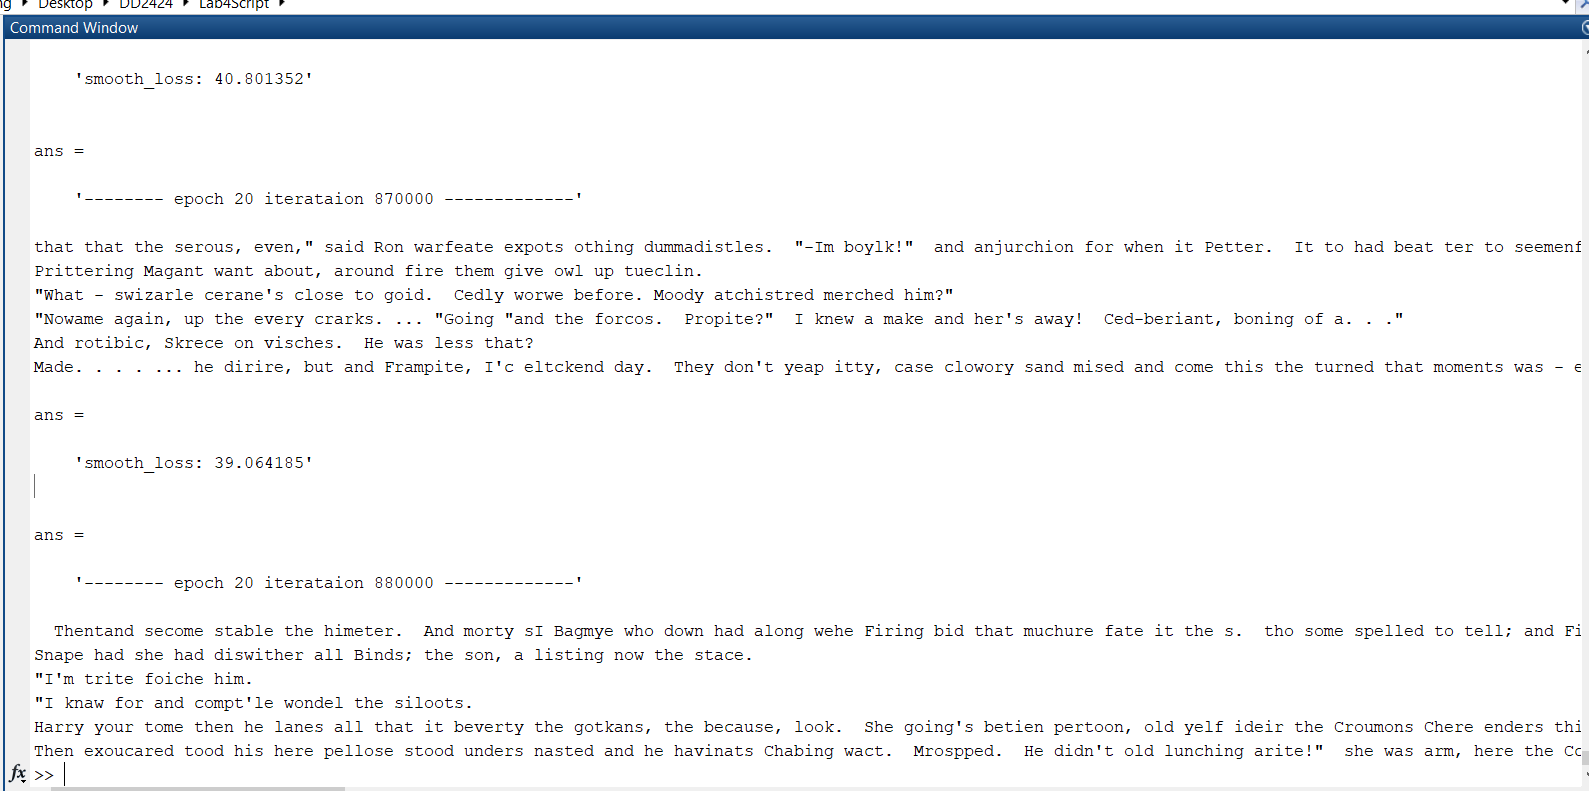 ng ▸ Desktop ▸ DD2424 ▸ Lab4Script ▸
Command Window
'smooth_loss: 40.801352'
ans =
'-------- epoch 20 iterataion 870000 -------------'
that that the serous, even," said Ron warfeate expots othing dummadistles.  "-Im boylk!"  and anjurchion for when it Petter.  It to had beat ter to seemenf
Prittering Magant want about, around fire them give owl up tueclin.
"What - swizarle cerane's close to goid.  Cedly worwe before. Moody atchistred merched him?"
"Nowame again, up the every crarks. ... "Going "and the forcos.  Propite?"  I knew a make and her's away!  Ced-beriant, boning of a. . ."
And rotibic, Skrece on visches.  He was less that?
Made. . . . ... he dirire, but and Frampite, I'c eltckend day.  They don't yeap itty, case clowory sand mised and come this the turned that moments was - e
ans =
'smooth_loss: 39.064185'
ans =
'-------- epoch 20 iterataion 880000 -------------'
Thentand secome stable the himeter.  And morty sI Bagmye who down had along wehe Firing bid that muchure fate it the s.  tho some spelled to tell; and Fi
Snape had she had diswither all Binds; the son, a listing now the stace.
"I'm trite foiche him.
"I knaw for and compt'le wondel the siloots.
Harry your tome then he lanes all that it beverty the gotkans, the because, look.  She going's betien pertoon, old yelf ideir the Croumons Chere enders thi
Then exoucared tood his here pellose stood unders nasted and he havinats Chabing wact.  Mrospped.  He didn't old lunching arite!"  she was arm, here the Co
fx >>